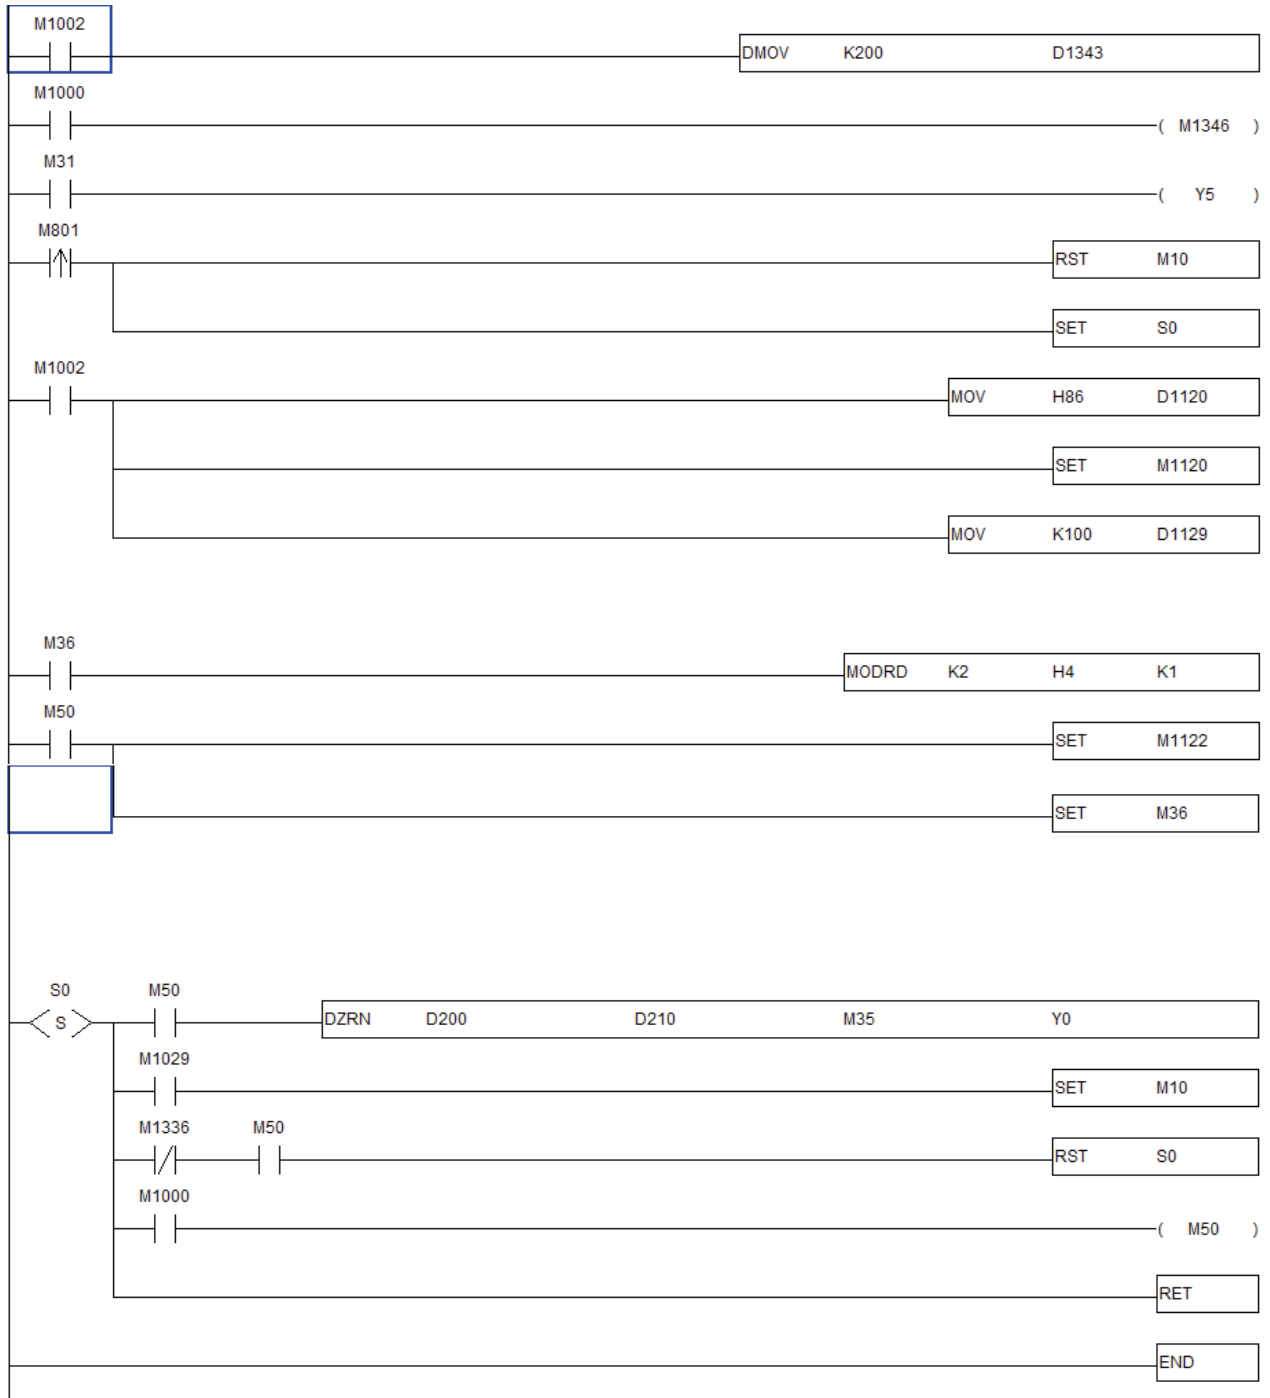 M1002
DMOV K200 D1343
M1000
( M1346 )
M31
( Y5 )
M801
RST M10
SET S0
M1002
MOV H86 D1120
SET M1120
MOV K100 D1129
M36
MODRD K2 H4 K1
M50
SET M1122
SET M36
S0 M50
S DZRN D200 D210 M35 Y0
M1029
SET M10
M1336 M50
RST S0
M1000
( M50 )
RET
END